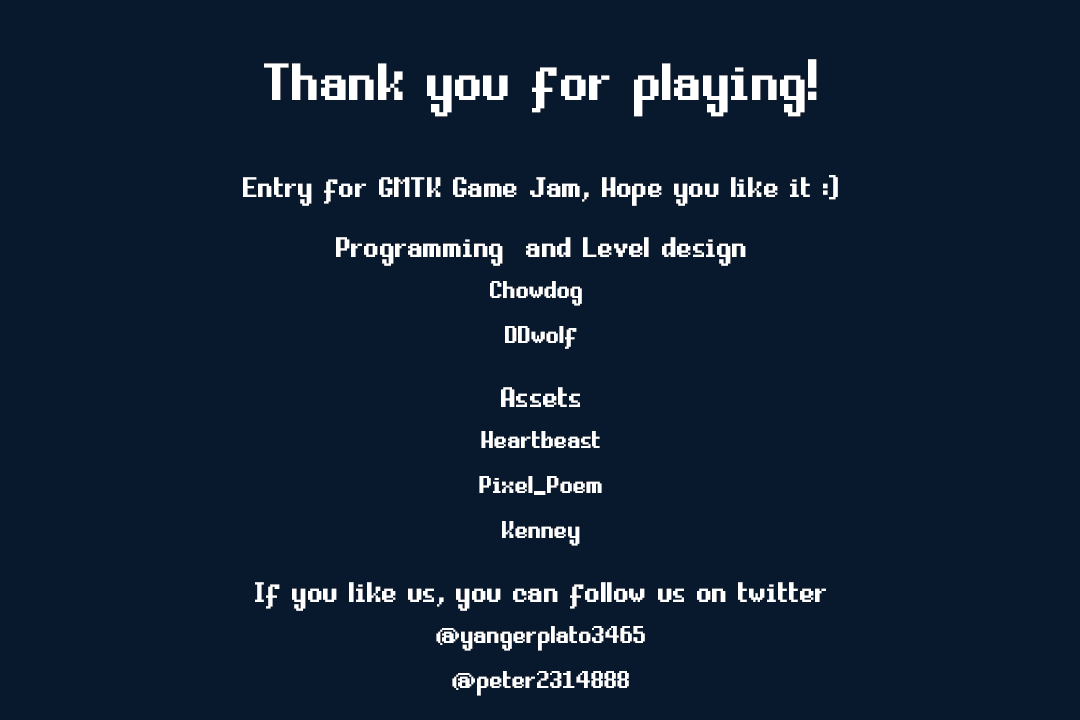 Thank you for playing!
Entry for GMTK Game Jam, Hope you like it :)
Programming  and Level design
Chowdog
DDwolf
Assets
Heartbeast
Pixel_Poem
Kenney
If you like us, you can follow us on twitter
@yangerplato3465
@peter2314888